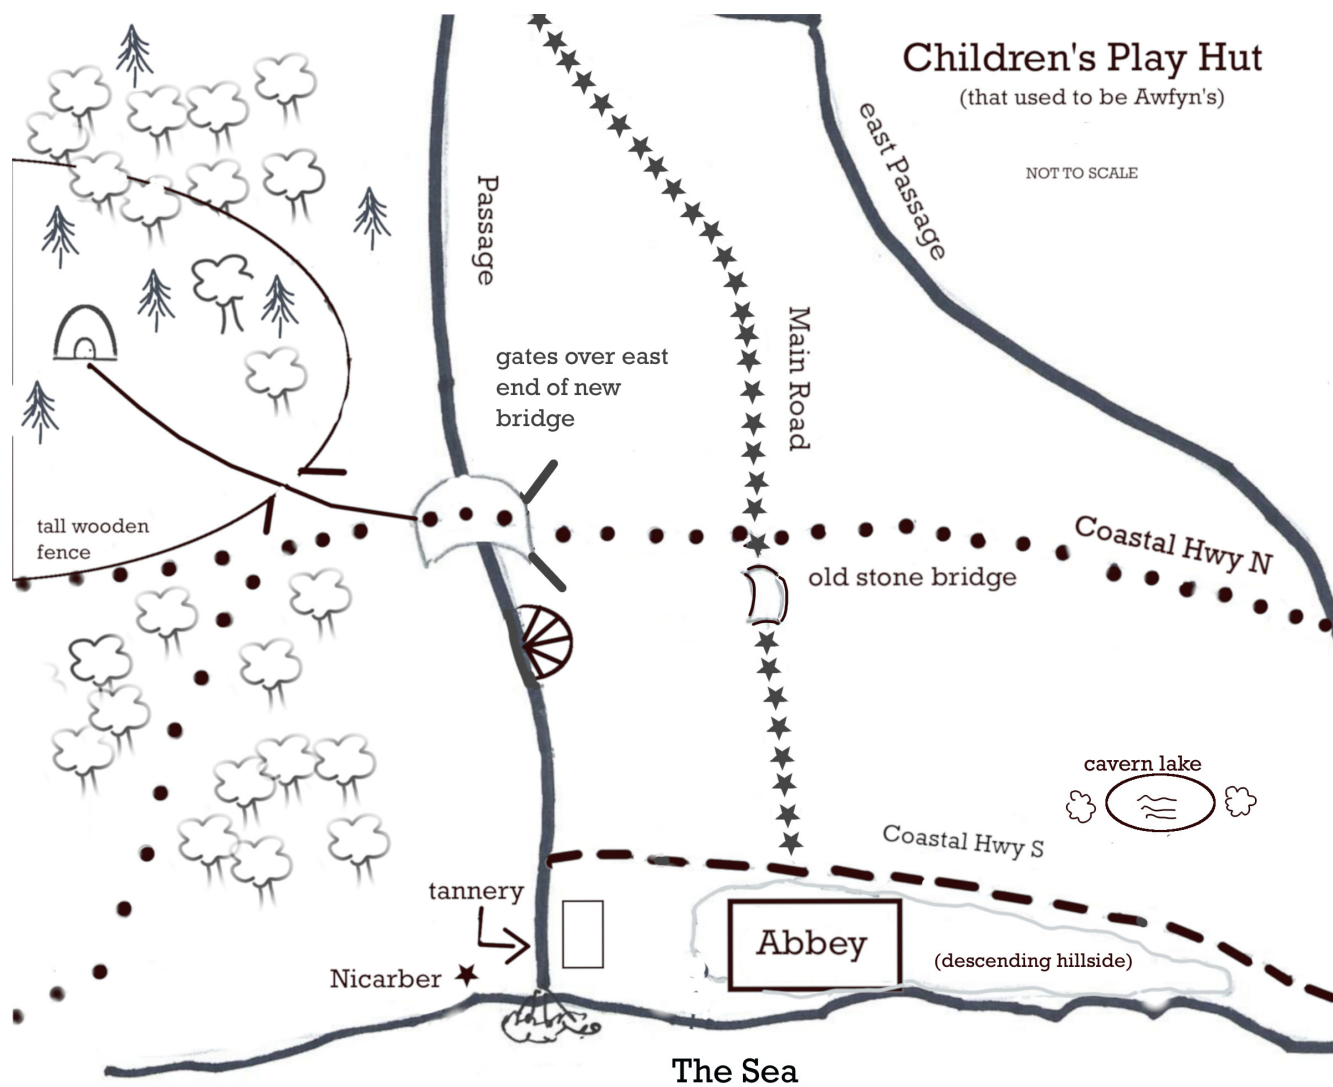 Children's Play Hut
(that used to be Awfyn's)
NOT TO SCALE
east Passage
Passage
Main Road
gates over east
end of new
bridge
tall wooden
fence
Coastal Hwy N
old stone bridge
cavern lake
Coastal Hwy S
tannery
Abbey
(descending hillside)
Nicarber
The Sea